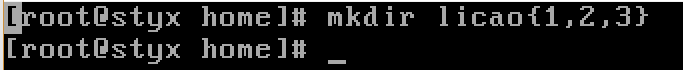 [root@styx home]# mkdir licao{1,2,3}
[root@styx home]# _